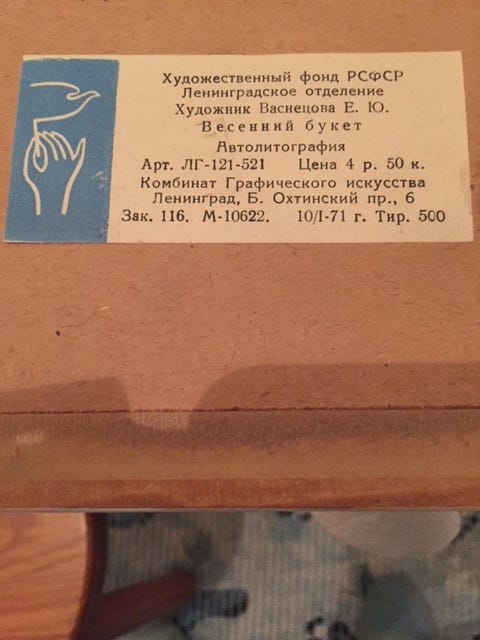 Художественный фонд РСФСР
Ленинградское отделение
Художник Васнецова Е. Ю.
Весенний букет
Автолитография
Арт. ЛГ-121-521 Цена 4 р. 50 к.
Комбинат Графического искусства
Ленинград, Б. Охтинский пр., 6
Зак. 116. М-10622. 10/I-71 г. Тир. 500